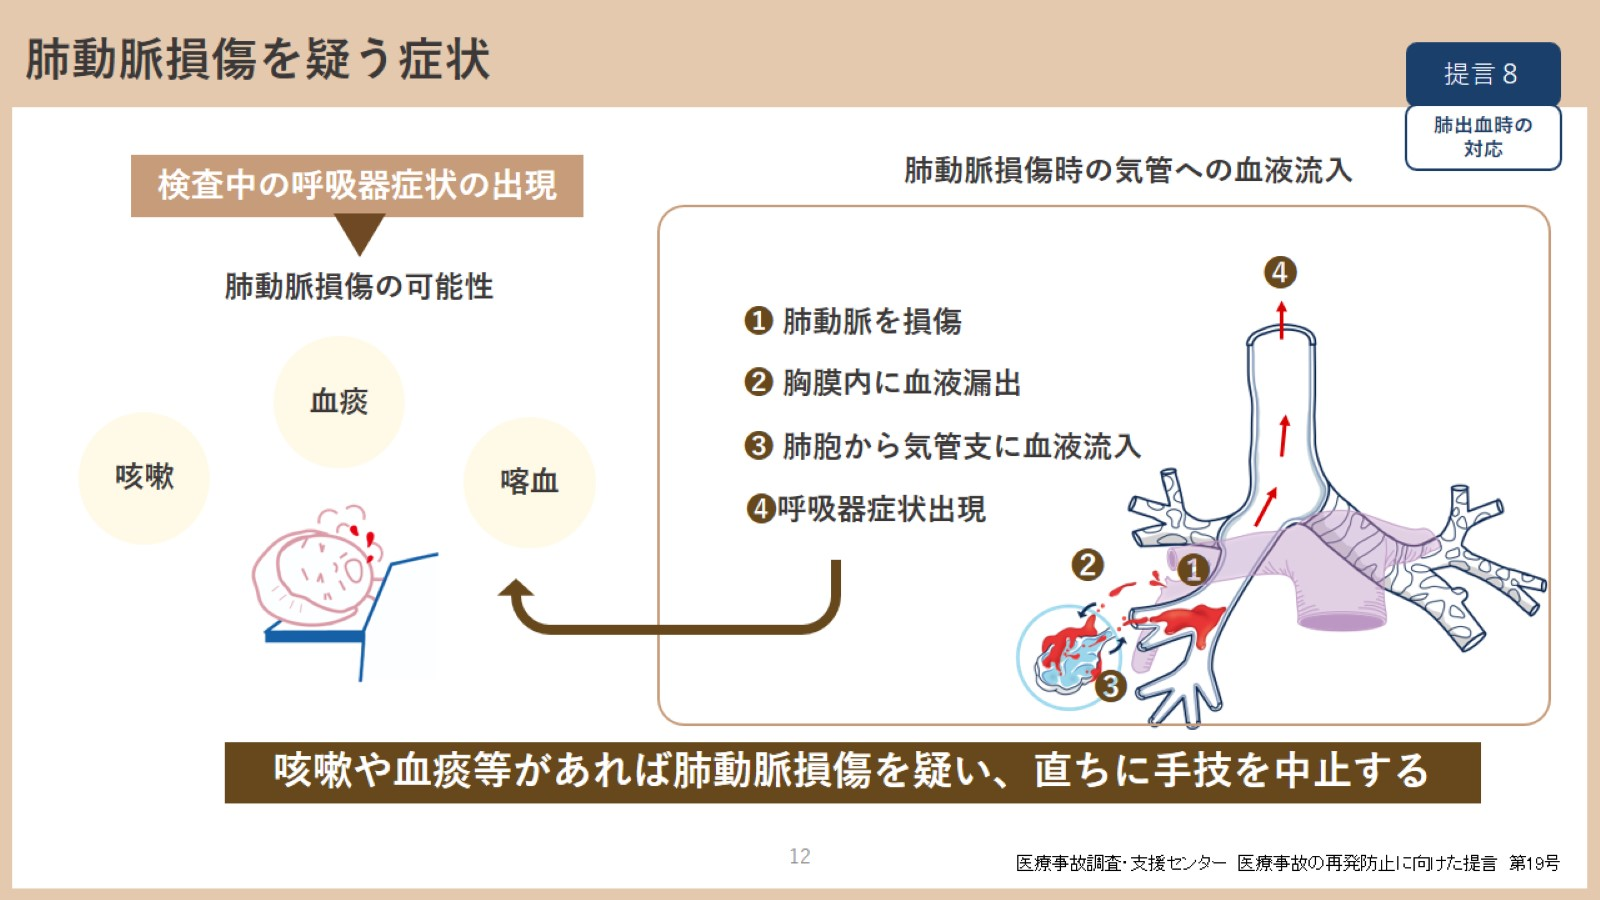 肺動脈損傷を疑う症状
提言８
肺出血時の
対応
検査中の呼吸器症状の出現
肺動脈損傷の可能性
血痰
咳嗽
喀血
肺動脈損傷時の気管への血液流入
❶ 肺動脈を損傷
❷ 胸膜内に血液漏出
❸ 肺胞から気管支に血液流入
❹呼吸器症状出現
❹
❶
❷
❸
咳嗽や血痰等があれば肺動脈損傷を疑い、直ちに手技を中止する
12
医療事故調査・支援センター 医療事故の再発防止に向けた提言 第19号